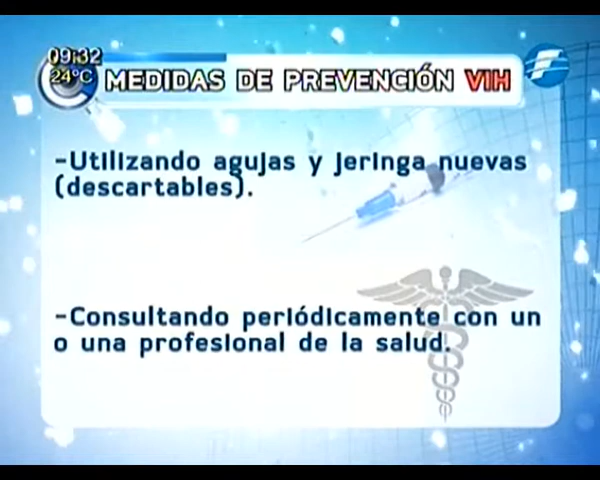 09:32
24°C
MEDIDAS DE PREVENCIÓN VIH
-Utilizando agujas y jeringa nuevas
(descartables).
-Consultando periódicamente con un
o una profesional de la salud.